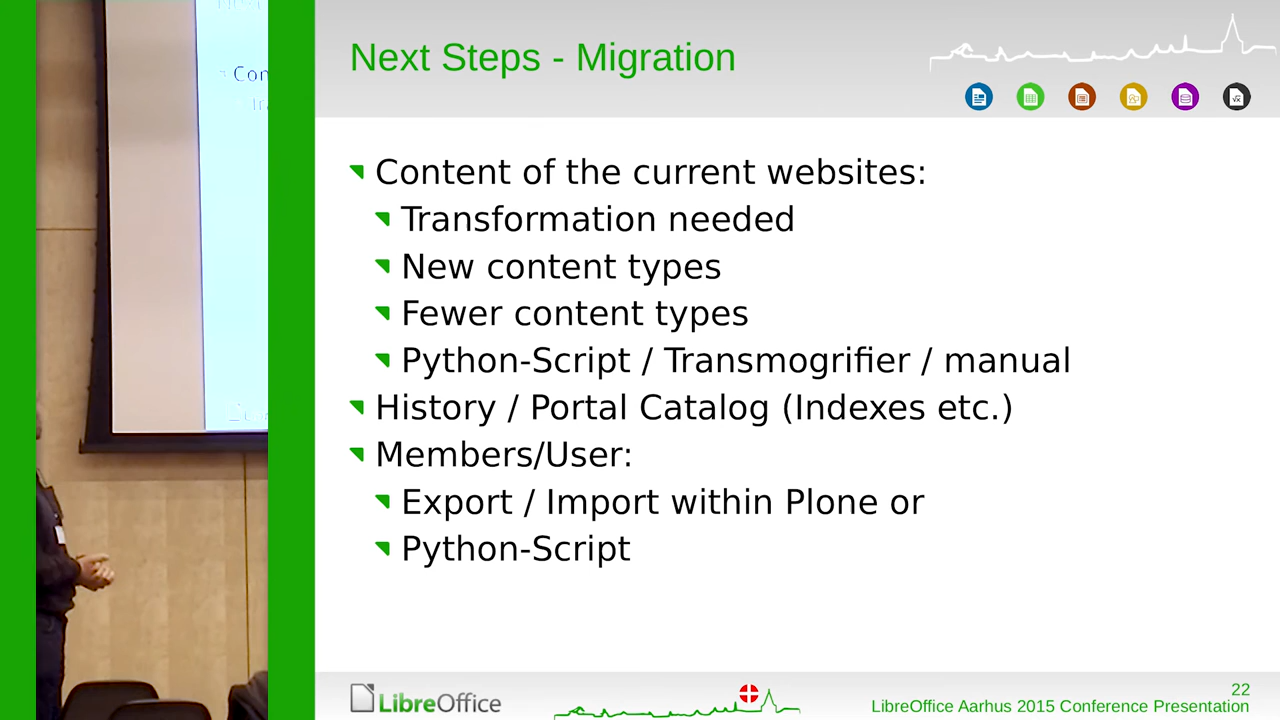 Con
Next Steps - Migration
Content of the current websites:
Transformation needed
New content types
Fewer content types
Python-Script / Transmogrifier / manual
History / Portal Catalog (Indexes etc.)
Members/User:
Export / Import within Plone or
Python-Script
LibreOffice
22
LibreOffice Aarhus 2015 Conference Presentation